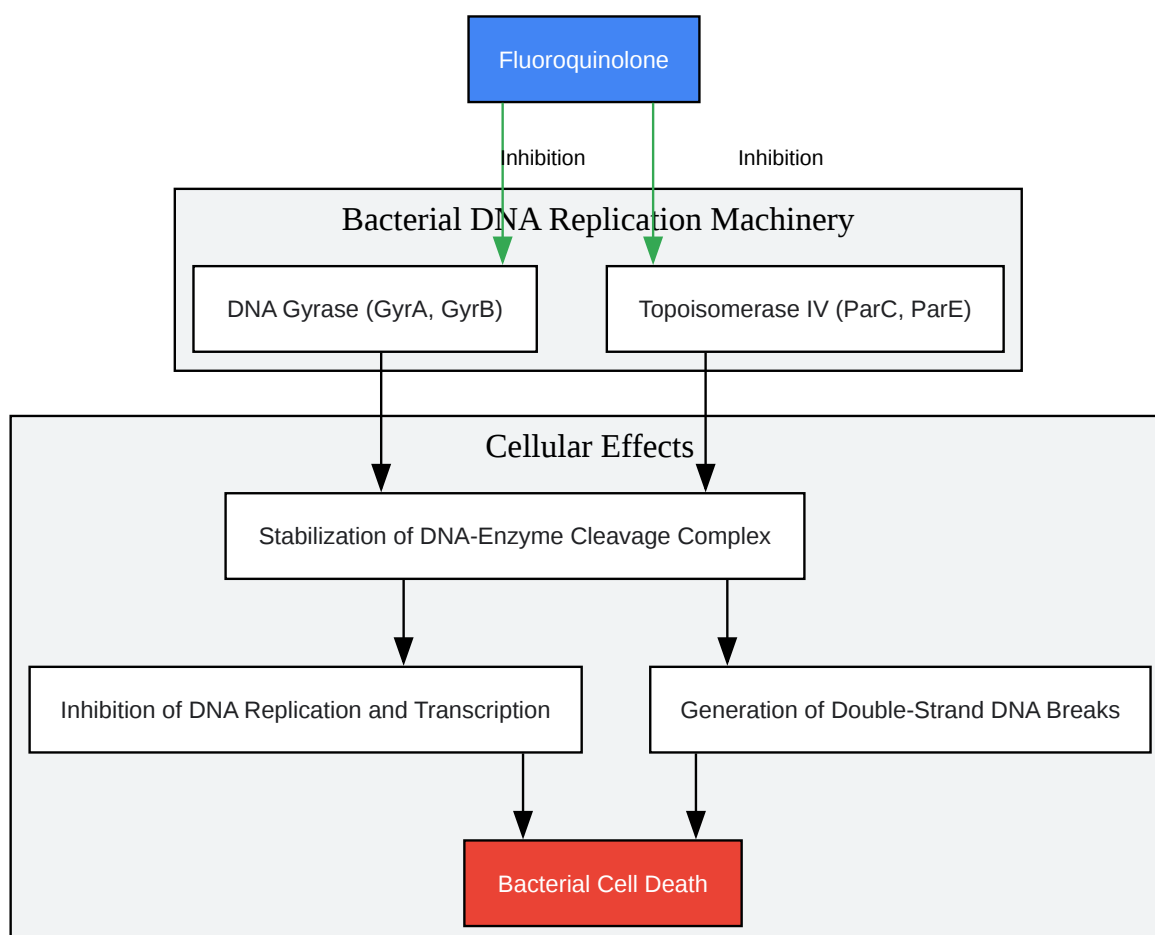 Fluoroquinolone
Inhibition
Inhibition
Bacterial DNA Replication Machinery
DNA Gyrase (GyrA, GyrB)
Topoisomerase IV (ParC, ParE)
Cellular Effects
Stabilization of DNA-Enzyme Cleavage Complex
Inhibition of DNA Replication and Transcription
Generation of Double-Strand DNA Breaks
Bacterial Cell Death